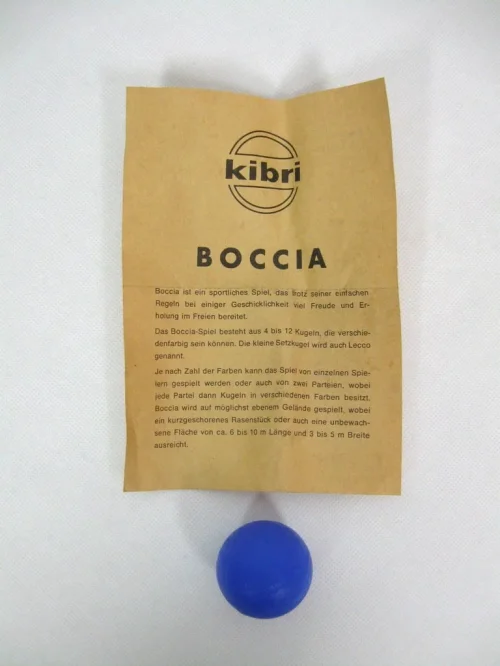 kibri
BOCCIA
Boccia ist ein sportliches Spiel, das trotz seiner einfachen
Regeln bei einiger Geschicklichkeit viel Freude und Er-
holung im Freien bereitet.
Das Boccia-Spiel besteht aus 4 bis 12 Kugeln, die verschie-
denfarbig sein können. Die kleine Setzkugel wird auch Lecco
genannt.
Je nach Zahl der Farben kann das Spiel von einzelnen Spie-
lern gespielt werden oder auch von zwei Parteien, wobei
jede Partei dann Kugeln in verschiedenen Farben besitzt.
Boccia wird auf möglichst ebenem Gelände gespielt, wobei
ein kurzgeschorenes Rasenstück oder auch eine unbewach-
sene Fläche von ca. 6 bis 10 m Länge und 3 bis 5 m Breite
ausreicht.